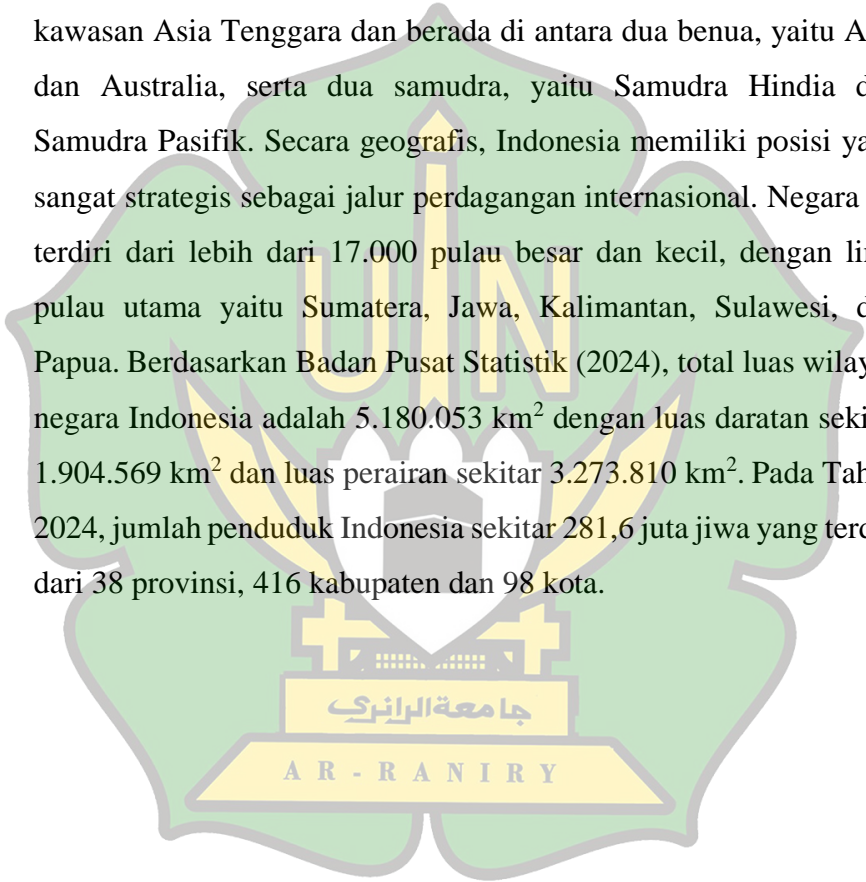 kawasan Asia Tenggara dan berada di antara dua benua, yaitu A
dan Australia, serta dua samudra, yaitu Samudra Hindia d
Samudra Pasifik. Secara geografis, Indonesia memiliki posisi ya
sangat strategis sebagai jalur perdagangan internasional. Negara
terdiri dari lebih dari 17.000 pulau besar dan kecil, dengan li
pulau utama yaitu Sumatera, Jawa, Kalimantan, Sulawesi, d
Papua. Berdasarkan Badan Pusat Statistik (2024), total luas wilay
negara Indonesia adalah 5.180.053 km² dengan luas daratan seki
1.904.569 km² dan luas perairan sekitar 3.273.810 km². Pada Tah
2024, jumlah penduduk Indonesia sekitar 281,6 juta jiwa yang terd
dari 38 provinsi, 416 kabupaten dan 98 kota.
UIN
جامعة الرانري
AR-RANIRY